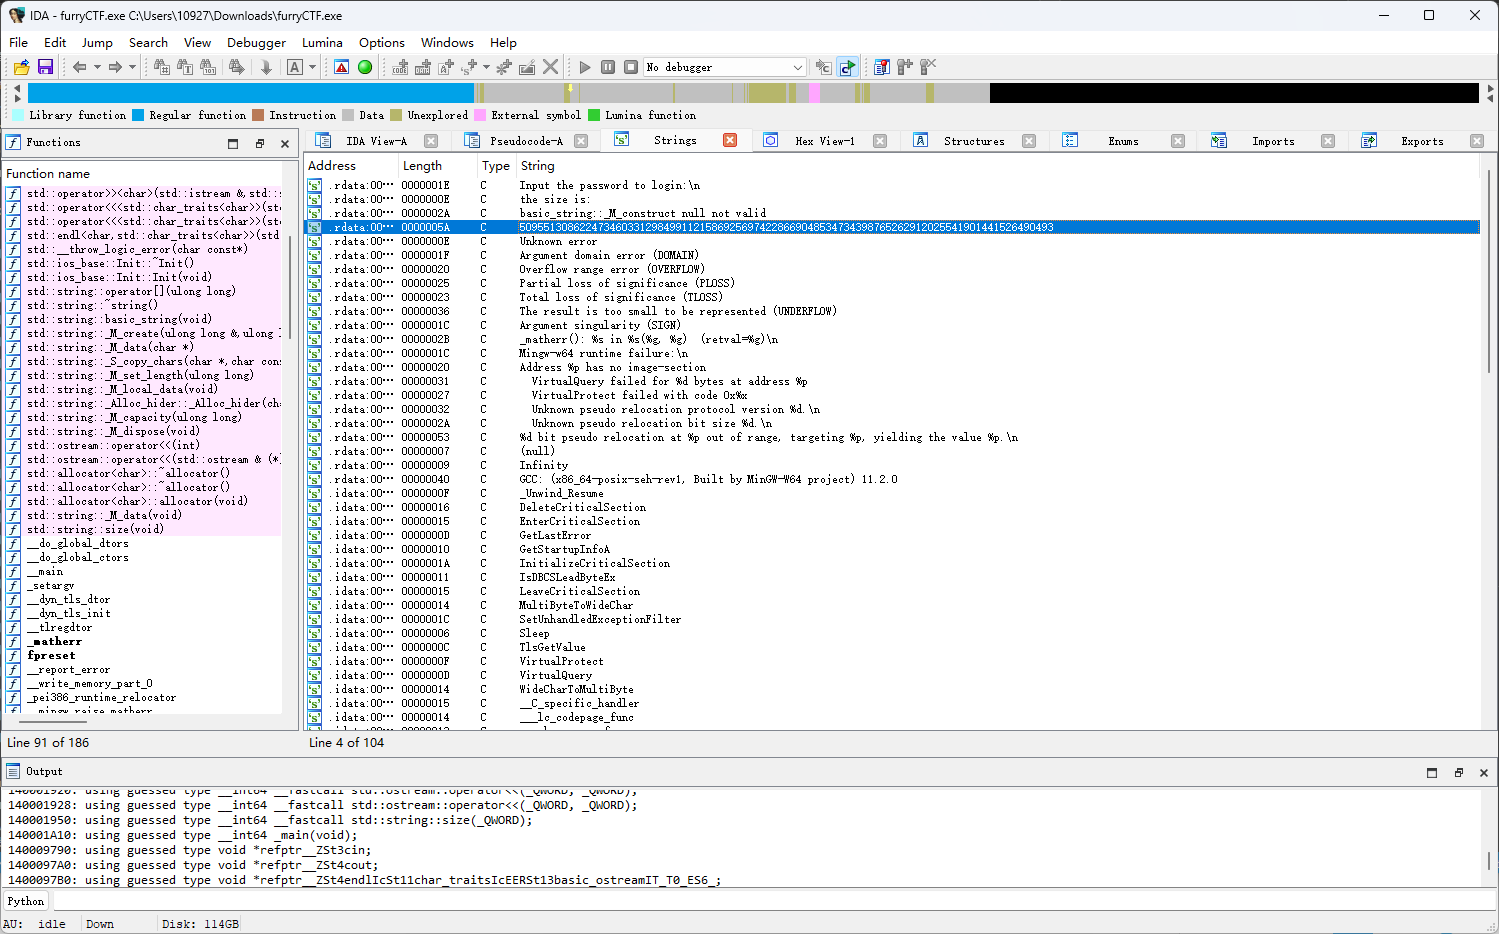 IDA - furryCTF.exe C:\Users\10927\Downloads\furryCTF.exe
File Edit Jump Search View Debugger Lumina Options Windows Help
No debugger
Library function Regular function Instruction Data Unexplored External symbol Lumina function
Functions
IDA View-A Pseudocode-A Strings Hex View-1 Structures Enums Imports Exports
Function name
std::operator>><char>(std::istream &,std::s
std::operator<<<std::char_traits<char>>(std
std::operator<<<std::char_traits<char>>(std
std::endl<char,std::char_traits<char>>(std
std::__throw_logic_error(char const*)
std::ios_base::Init::~Init()
std::ios_base::Init::Init(void)
std::string::operator[](ulong long)
std::string::~string()
std::string::basic_string(void)
std::string::_M_create(ulong long &,ulong l
std::string::_M_data(char *)
std::string::_S_copy_chars(char *,char cons
std::string::_M_set_length(ulong long)
std::string::_M_local_data(void)
std::string::_Alloc_hider::_Alloc_hider(cha
std::string::_M_capacity(ulong long)
std::string::_M_dispose(void)
std::ostream::operator<<(int)
std::ostream::operator<<(std::ostream & (*)
std::allocator<char>::~allocator()
std::allocator<char>::~allocator()
std::allocator<char>::allocator(void)
std::string::_M_data(void)
std::string::size(void)
__do_global_dtors
__do_global_ctors
__main
_setargv
__dyn_tls_dtor
__dyn_tls_init
__tlregdtor
_matherr
fpreset
__report_error
__write_memory_part_0
_pei386_runtime_relocator
__mingw_raise_matherr
Line 91 of 186
Address Length Type String
.rdata:00… 0000001E C Input the password to login:\n
.rdata:00… 0000000E C the size is:
.rdata:00… 0000002A C basic_string::_M_construct null not valid
.rdata:00… 0000005A C 50955130862247346033129849911215869256974228669048534734398765262912025541901441526490493
.rdata:00… 0000000E C Unknown error
.rdata:00… 0000001F C Argument domain error (DOMAIN)
.rdata:00… 00000020 C Overflow range error (OVERFLOW)
.rdata:00… 00000025 C Partial loss of significance (PLOSS)
.rdata:00… 00000023 C Total loss of significance (TLOSS)
.rdata:00… 00000036 C The result is too small to be represented (UNDERFLOW)
.rdata:00… 0000001C C Argument singularity (SIGN)
.rdata:00… 0000002B C _matherr(): %s in %s(%g, %g)  (retval=%g)\n
.rdata:00… 0000001C C Mingw-w64 runtime failure:\n
.rdata:00… 00000020 C Address %p has no image-section
.rdata:00… 00000031 C   VirtualQuery failed for %d bytes at address %p
.rdata:00… 00000027 C   VirtualProtect failed with code 0x%x
.rdata:00… 00000032 C   Unknown pseudo relocation protocol version %d.\n
.rdata:00… 0000002A C   Unknown pseudo relocation bit size %d.\n
.rdata:00… 00000053 C %d bit pseudo relocation at %p out of range, targeting %p, yielding the value %p.\n
.rdata:00… 00000007 C (null)
.rdata:00… 00000009 C Infinity
.rdata:00… 00000040 C GCC: (x86_64-posix-seh-rev1, Built by MinGW-W64 project) 11.2.0
.idata:00… 0000000F C _Unwind_Resume
.idata:00… 00000016 C DeleteCriticalSection
.idata:00… 00000015 C EnterCriticalSection
.idata:00… 0000000D C GetLastError
.idata:00… 00000010 C GetStartupInfoA
.idata:00… 0000001A C InitializeCriticalSection
.idata:00… 00000011 C IsDBCSLeadByteEx
.idata:00… 00000015 C LeaveCriticalSection
.idata:00… 00000014 C MultiByteToWideChar
.idata:00… 0000001C C SetUnhandledExceptionFilter
.idata:00… 00000006 C Sleep
.idata:00… 0000000C C TlsGetValue
.idata:00… 0000000F C VirtualProtect
.idata:00… 0000000D C VirtualQuery
.idata:00… 00000014 C WideCharToMultiByte
.idata:00… 00000015 C __C_specific_handler
.idata:00… 00000014 C ___lc_codepage_func
Line 4 of 104
Output
140001920: using guessed type __int64 __fastcall std::ostream::operator<<(_QWORD, _QWORD);
140001928: using guessed type __int64 __fastcall std::ostream::operator<<(_QWORD, _QWORD);
140001950: using guessed type __int64 __fastcall std::string::size(_QWORD);
140001A10: using guessed type __int64 _main(void);
140009790: using guessed type void *refptr__ZSt3cin;
1400097A0: using guessed type void *refptr__ZSt4cout;
1400097B0: using guessed type void *refptr__ZSt4endlIcSt11char_traitsIcEERSt13basic_ostreamIT_T0_ES6_;
Python
AU: idle Down Disk: 114GB